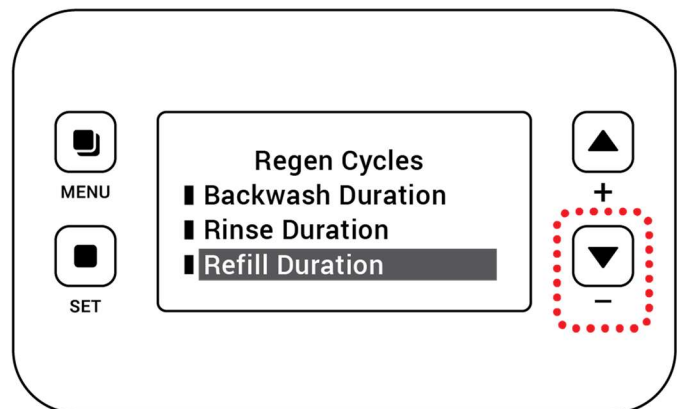 Regen Cycles
Backwash Duration
Rinse Duration
Refill Duration
MENU
SET
+
−